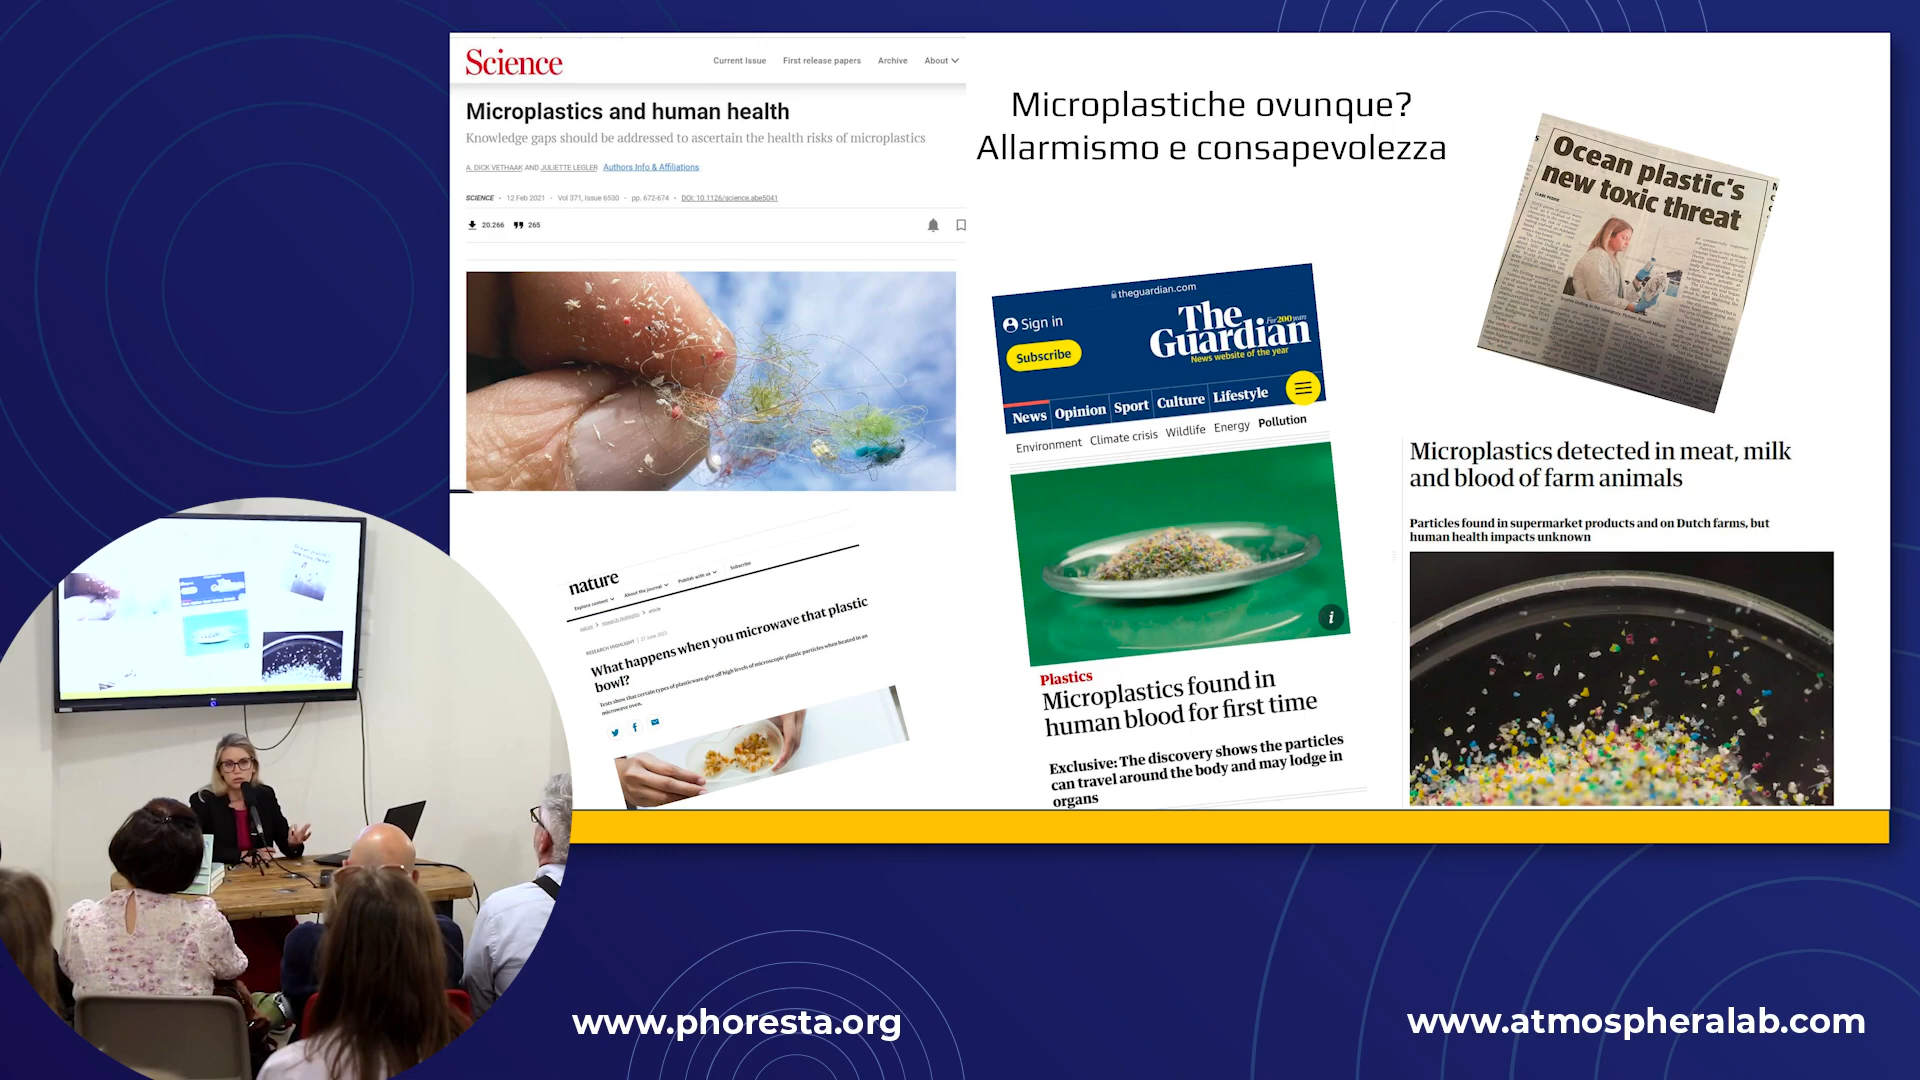 Science
Current Issue First release papers Archive About
Microplastics and human health
Knowledge gaps should be addressed to ascertain the health risks of microplastics
A. DICK VETHAAK AND JULIETTE LEGLER Authors Info & Affiliations
SCIENCE • 12 Feb 2021 • Vol 371, Issue 6530 • pp. 672-674 • DOI: 10.1126/science.abe5041
20.266 265
Microplastiche ovunque?
Allarmismo e consapevolezza
Ocean plastic's
new toxic threat
theguardian.com
Sign in
Subscribe
The
Guardian
For 200 years
News website of the year
News Opinion Sport Culture Lifestyle
Environment Climate crisis Wildlife Energy Pollution
i
Plastics
Microplastics found in
human blood for first time
Exclusive: The discovery shows the particles
can travel around the body and may lodge in
organs
Microplastics detected in meat, milk
and blood of farm animals
Particles found in supermarket products and on Dutch farms, but
human health impacts unknown
nature
Explore content About the journal Publish with us Subscribe
nature > research highlights > article
RESEARCH HIGHLIGHT
What happens when you microwave that plastic
bowl?
Tests show that certain types of plasticware give off high levels of microscopic plastic particles when heated in an
microwave oven.
The
Guardian
www.phoresta.org
www.atmospheralab.com